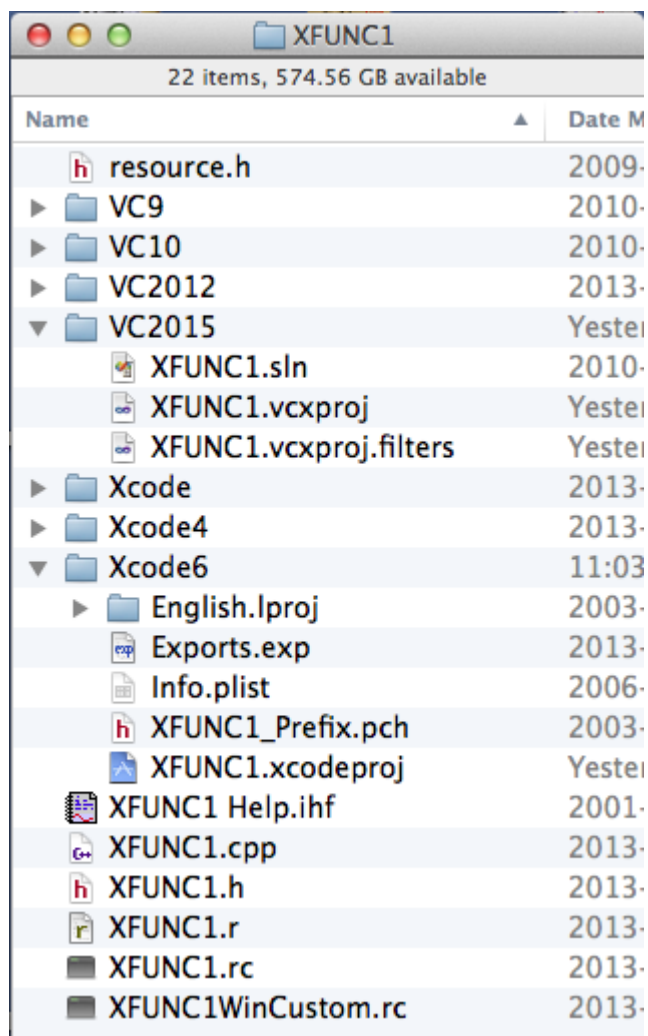 XFUNC1
22 items, 574.56 GB available
Name Date M
resource.h 2009-
VC9 2010-
VC10 2010-
VC2012 2013-
VC2015 Yester
XFUNC1.sln 2010-
XFUNC1.vcxproj Yester
XFUNC1.vcxproj.filters Yester
Xcode 2013-
Xcode4 2013-
Xcode6 11:03
English.lproj 2003-
Exports.exp 2013-
Info.plist 2006-
XFUNC1_Prefix.pch 2003-
XFUNC1.xcodeproj Yester
XFUNC1 Help.ihf 2001-
XFUNC1.cpp 2013-
XFUNC1.h 2013-
XFUNC1.r 2013-
XFUNC1.rc 2013-
XFUNC1WinCustom.rc 2013-